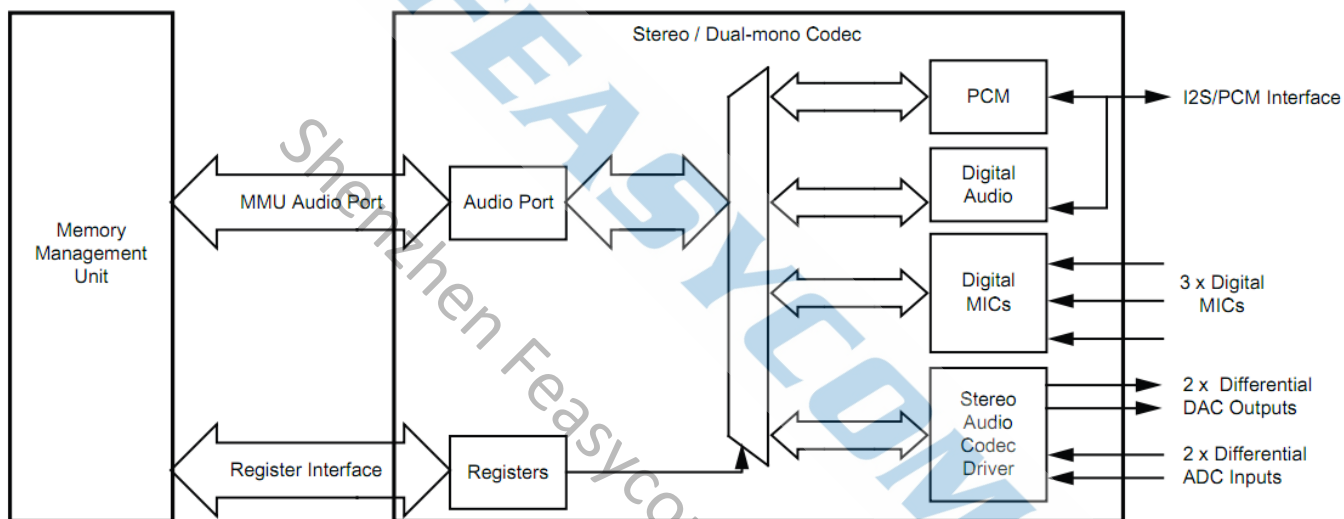 Stereo / Dual-mono Codec
Memory
Management
Unit
MMU Audio Port
Audio Port
Register Interface
Registers
PCM
Digital
Audio
Digital
MICs
Stereo
Audio
Codec
Driver
I2S/PCM Interface
3 x Digital
MICs
2 x Differential
DAC Outputs
2 x Differential
ADC Inputs
FEASYCOM
Shenzhen Feasycom